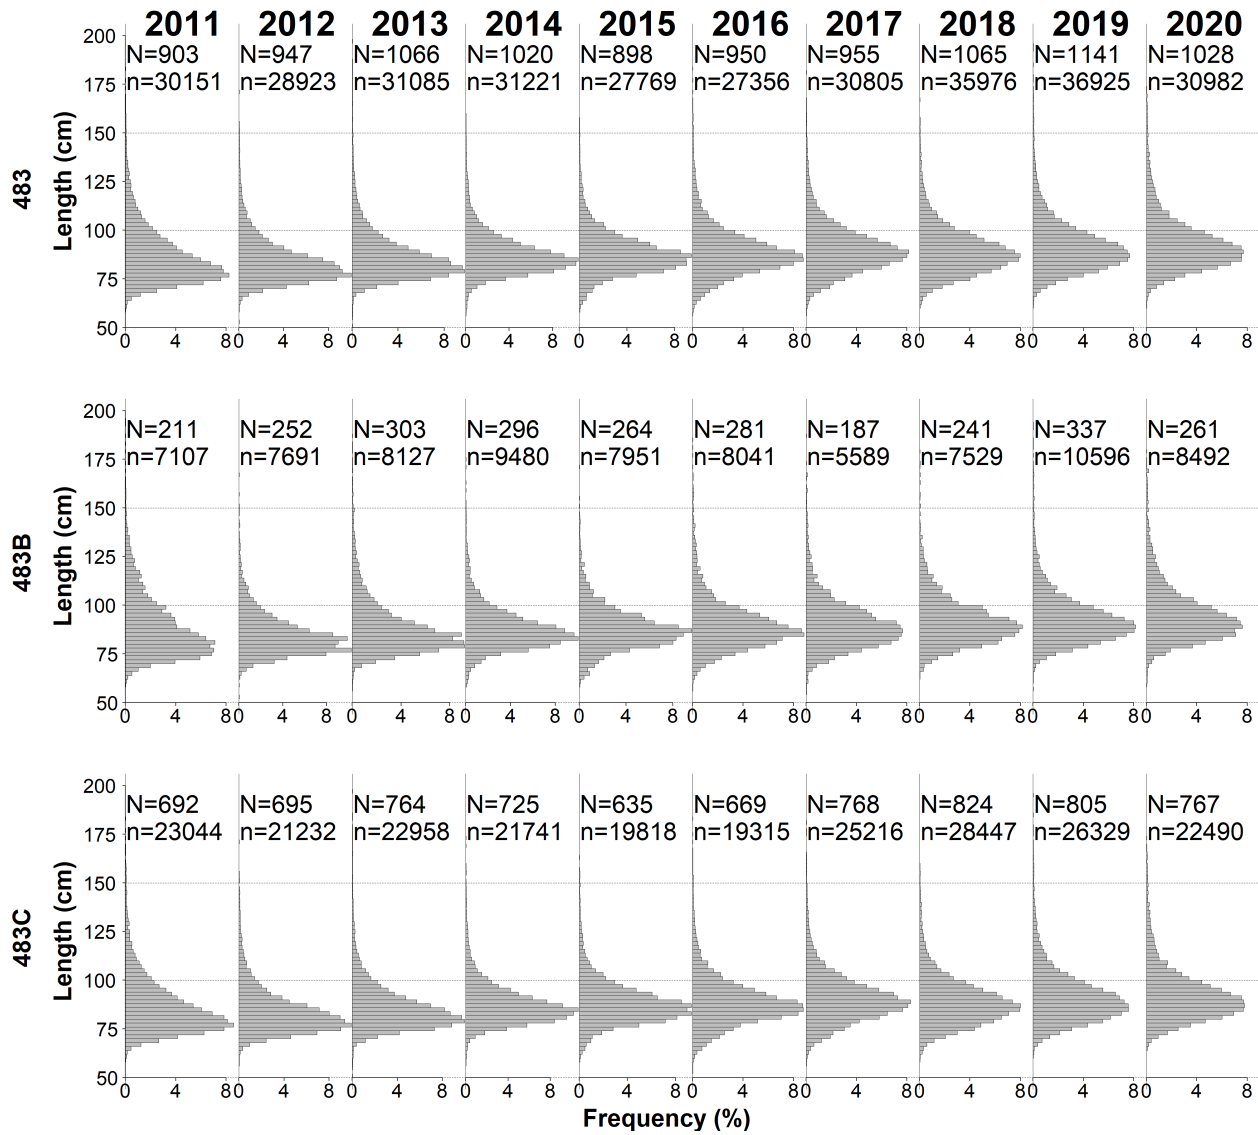 2011 2012 2013 2014 2015 2016 2017 2018 2019 2020
483
Length (cm)
200
N=903 N=947 N=1066 N=1020 N=898 N=950 N=955 N=1065 N=1141 N=1028
175
n=30151 n=28923 n=31085 n=31221 n=27769 n=27356 n=30805 n=35976 n=36925 n=30982
150
125
100
75
50
0 4 8 0 4 8 0 4 8 0 4 8 0 4 8 0 4 8 0 4 8 0 4 8 0 4 8 0 4 8
483B
Length (cm)
200
N=211 N=252 N=303 N=296 N=264 N=281 N=187 N=241 N=337 N=261
175
n=7107 n=7691 n=8127 n=9480 n=7951 n=8041 n=5589 n=7529 n=10596 n=8492
150
125
100
75
50
0 4 8 0 4 8 0 4 8 0 4 8 0 4 8 0 4 8 0 4 8 0 4 8 0 4 8 0 4 8
483C
Length (cm)
200
N=692 N=695 N=764 N=725 N=635 N=669 N=768 N=824 N=805 N=767
175
n=23044 n=21232 n=22958 n=21741 n=19818 n=19315 n=25216 n=28447 n=26329 n=22490
150
125
100
75
50
0 4 8 0 4 8 0 4 8 0 4 8 0 4 8 0 4 8 0 4 8 0 4 8 0 4 8 0 4 8
Frequency (%)